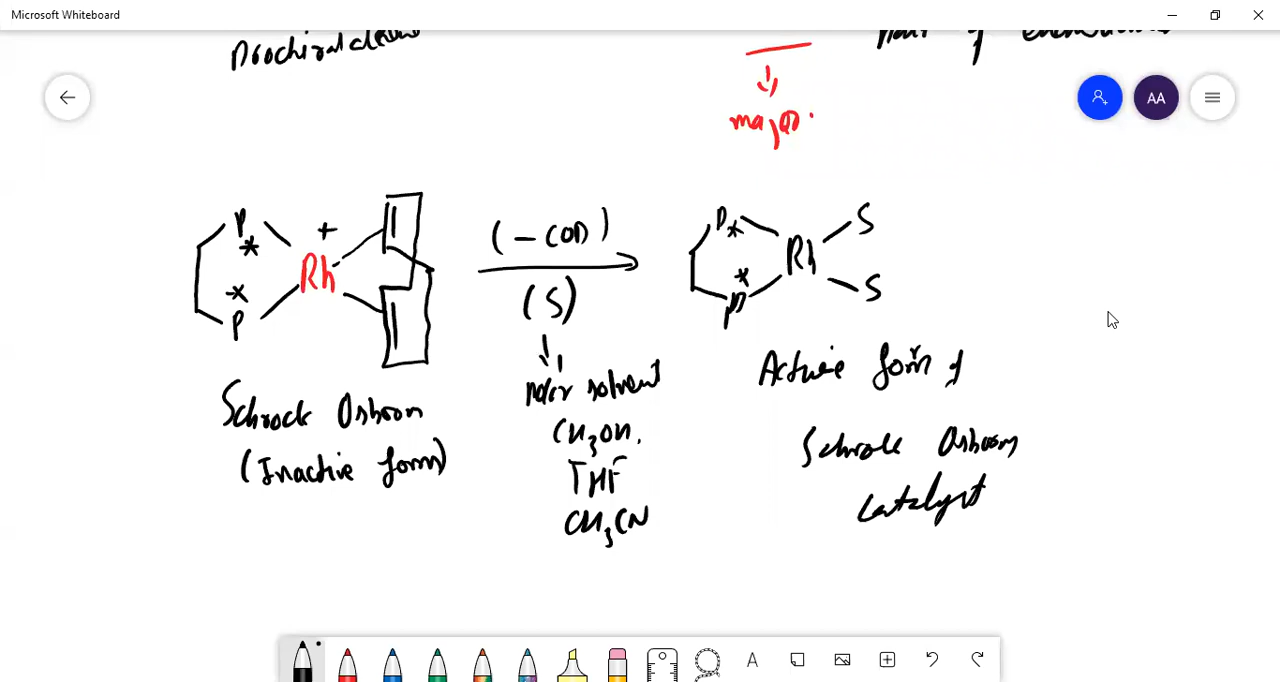 Microsoft Whiteboard
Prochiral
AA
major.
P * Rh + * P
(-COD)
(S)
P * Rh S * P S
polar solvent
CH3OH,
THF
CH3CN
Schrock Osborn
(Inactive form)
Active form of
Schrock Osborn
Catalyst
A